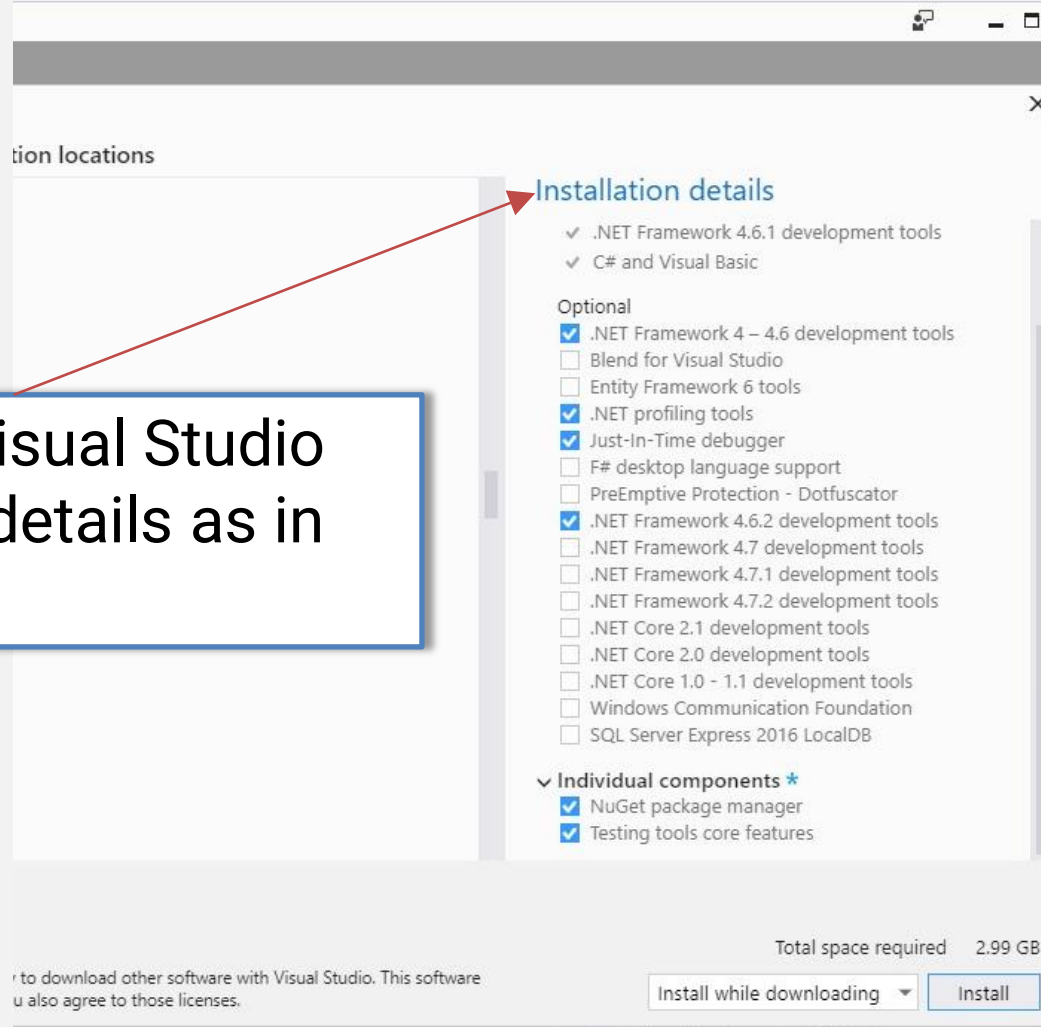 tion locations
Installation details
.NET Framework 4.6.1 development tools
C# and Visual Basic
Optional
.NET Framework 4 – 4.6 development tools
Blend for Visual Studio
Entity Framework 6 tools
.NET profiling tools
Just-In-Time debugger
F# desktop language support
PreEmptive Protection - Dotfuscator
.NET Framework 4.6.2 development tools
.NET Framework 4.7 development tools
.NET Framework 4.7.1 development tools
.NET Framework 4.7.2 development tools
.NET Core 2.1 development tools
.NET Core 2.0 development tools
.NET Core 1.0 - 1.1 development tools
Windows Communication Foundation
SQL Server Express 2016 LocalDB
Individual components *
NuGet package manager
Testing tools core features
isual Studio
details as in
Total space required 2.99 GB
to download other software with Visual Studio. This software
u also agree to those licenses.
Install while downloading
Install